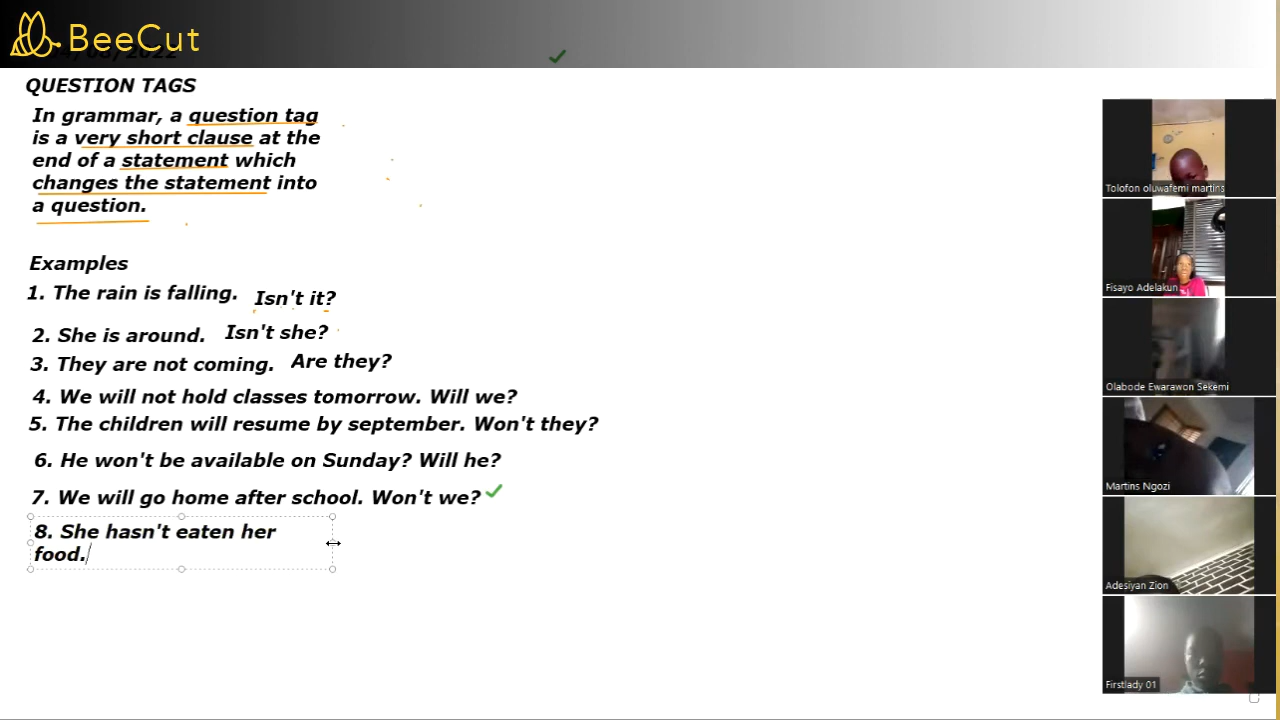 BeeCut
QUESTION TAGS
In grammar, a question tag
is a very short clause at the
end of a statement which
changes the statement into
a question.
Examples
1. The rain is falling. Isn't it?
2. She is around. Isn't she?
3. They are not coming. Are they?
4. We will not hold classes tomorrow. Will we?
5. The children will resume by september. Won't they?
6. He won't be available on Sunday? Will he?
7. We will go home after school. Won't we?
8. She hasn't eaten her
food.
Tolofon oluwafemi martins
Fisayo Adelakun
Olabode Ewarawon Sekemi
Martins Ngozi
Adesiyan Zion
Firstlady 01